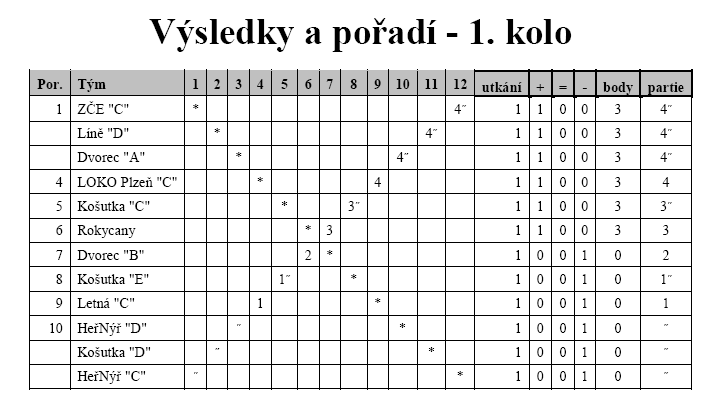 Výsledky a pořadí - 1. kolo
Por. Tým 1 2 3 4 5 6 7 8 9 10 11 12 utkání + = - body partie
1 ZČE "C" * 4˝ 1 1 0 0 3 4˝
Líně "D" * 4˝ 1 1 0 0 3 4˝
Dvorec "A" * 4˝ 1 1 0 0 3 4˝
4 LOKO Plzeň "C" * 4 1 1 0 0 3 4
5 Košutka "C" * 3˝ 1 1 0 0 3 3˝
6 Rokycany * 3 1 1 0 0 3 3
7 Dvorec "B" 2 * 1 0 0 1 0 2
8 Košutka "E" 1˝ * 1 0 0 1 0 1˝
9 Letná "C" 1 * 1 0 0 1 0 1
10 HeřNýř "D" ˝ * 1 0 0 1 0 ˝
Košutka "D" ˝ * 1 0 0 1 0 ˝
HeřNýř "C" ˝ * 1 0 0 1 0 ˝